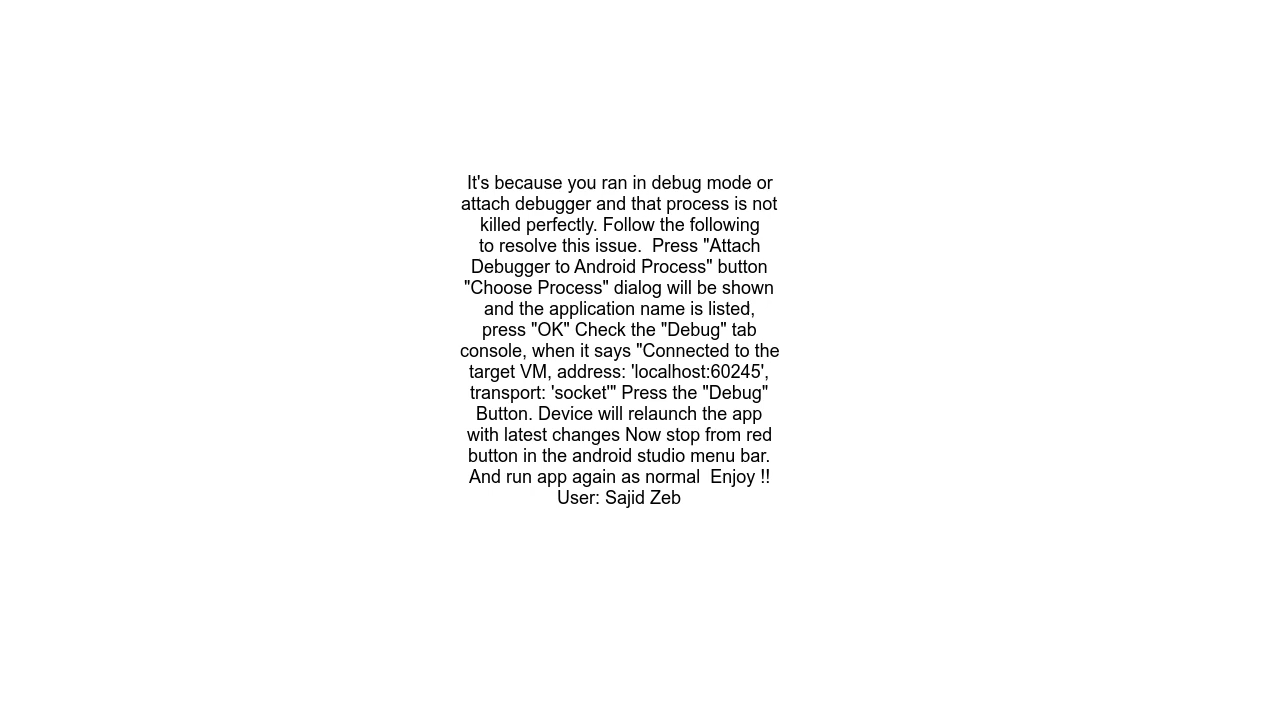 It's because you ran in debug mode or
attach debugger and that process is not
killed perfectly. Follow the following
to resolve this issue.  Press "Attach
Debugger to Android Process" button
"Choose Process" dialog will be shown
and the application name is listed,
press "OK" Check the "Debug" tab
console, when it says "Connected to the
target VM, address: 'localhost:60245',
transport: 'socket'" Press the "Debug"
Button. Device will relaunch the app
with latest changes Now stop from red
button in the android studio menu bar.
And run app again as normal  Enjoy !!
User: Sajid Zeb